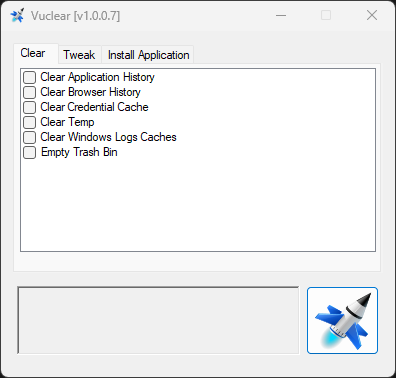 Vuclear [v1.0.0.7]
Clear Tweak Install Application
Clear Application History
Clear Browser History
Clear Credential Cache
Clear Temp
Clear Windows Logs Caches
Empty Trash Bin